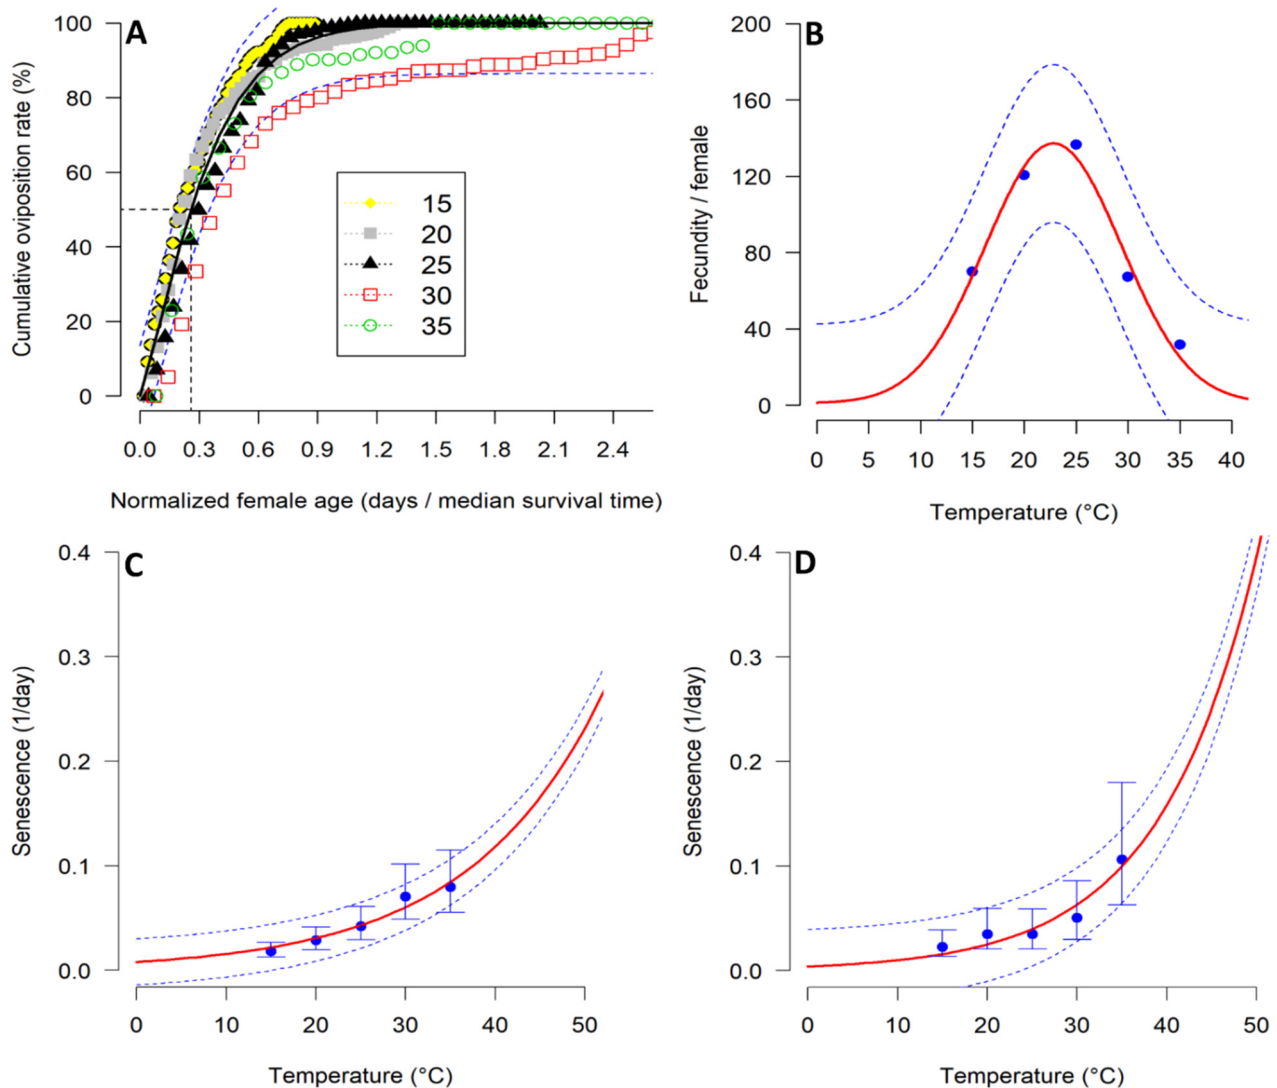 A
Cumulative oviposition rate (%)
100
80
60
40
20
0
15
20
25
30
35
0.0 0.3 0.6 0.9 1.2 1.5 1.8 2.1 2.4
Normalized female age (days / median survival time)
B
Fecundity / female
200
160
120
80
40
0
0 5 10 15 20 25 30 35 40
Temperature (°C)
C
Senescence (1/day)
0.4
0.3
0.2
0.1
0.0
0 10 20 30 40 50
Temperature (°C)
D
Senescence (1/day)
0.4
0.3
0.2
0.1
0.0
0 10 20 30 40 50
Temperature (°C)